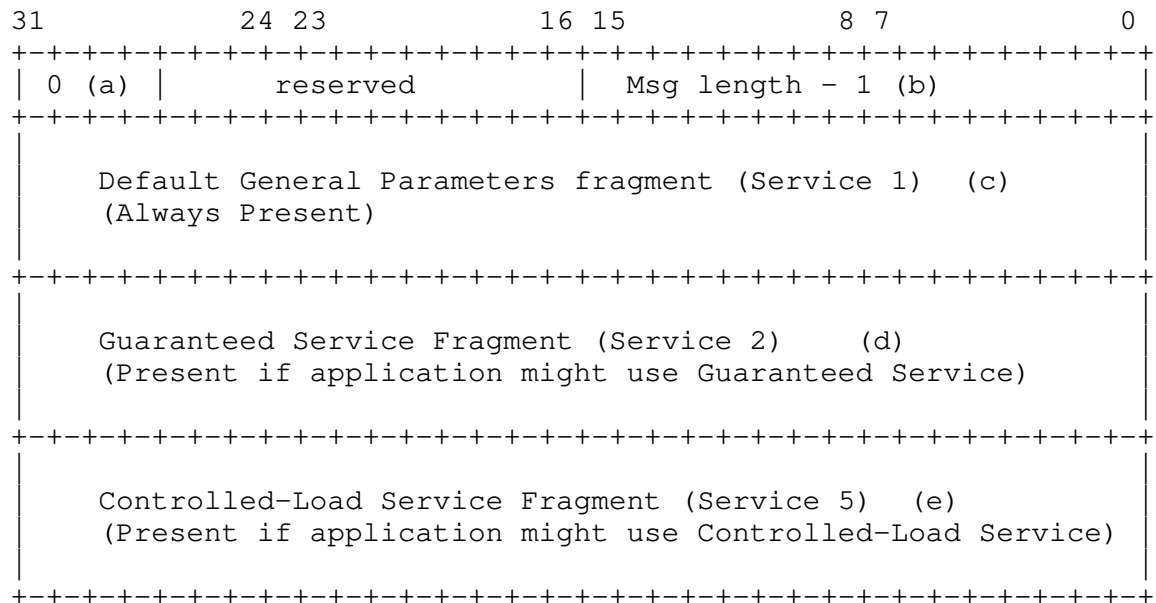 31            24 23            16 15             8 7              0
+-+-+-+-+-+-+-+-+-+-+-+-+-+-+-+-+-+-+-+-+-+-+-+-+-+-+-+-+-+-+-+-+
| 0 (a) |      reserved         |  Msg length - 1 (b)           |
+-+-+-+-+-+-+-+-+-+-+-+-+-+-+-+-+-+-+-+-+-+-+-+-+-+-+-+-+-+-+-+-+
|                                                               |
|    Default General Parameters fragment (Service 1)  (c)       |
|    (Always Present)                                           |
|                                                               |
+-+-+-+-+-+-+-+-+-+-+-+-+-+-+-+-+-+-+-+-+-+-+-+-+-+-+-+-+-+-+-+-+
|                                                               |
|    Guaranteed Service Fragment (Service 2)    (d)             |
|    (Present if application might use Guaranteed Service)      |
|                                                               |
+-+-+-+-+-+-+-+-+-+-+-+-+-+-+-+-+-+-+-+-+-+-+-+-+-+-+-+-+-+-+-+-+
|                                                               |
|    Controlled-Load Service Fragment (Service 5)  (e)          |
|    (Present if application might use Controlled-Load Service) |
|                                                               |
+-+-+-+-+-+-+-+-+-+-+-+-+-+-+-+-+-+-+-+-+-+-+-+-+-+-+-+-+-+-+-+-+